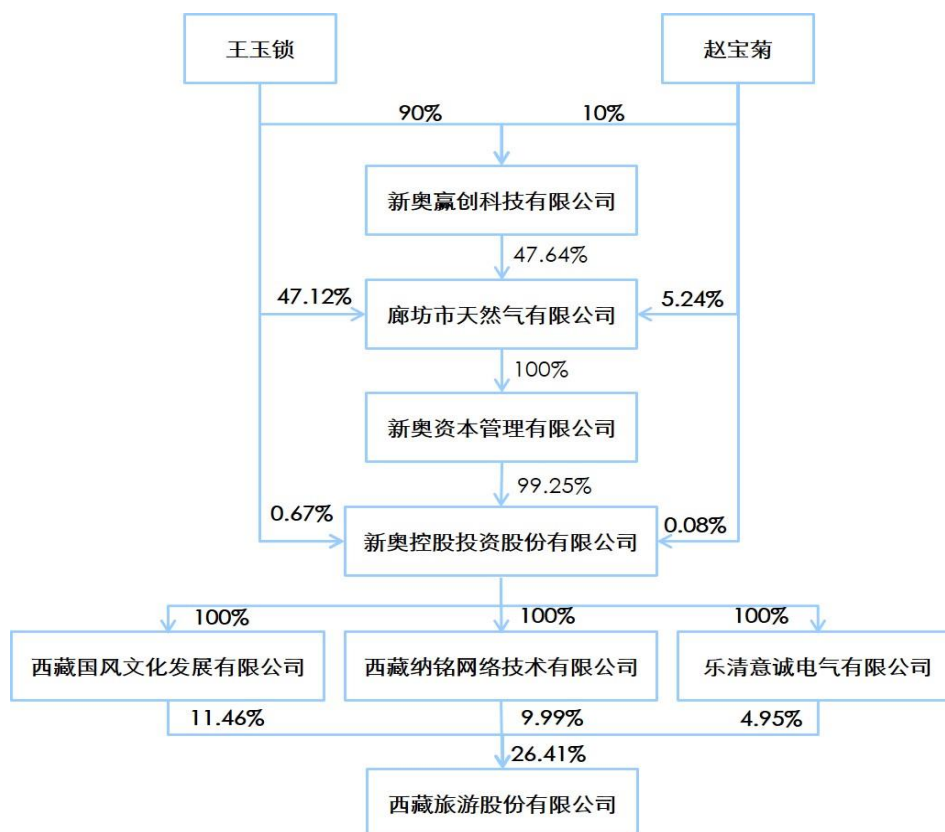 王玉锁
赵宝菊
90%
10%
新奥赢创科技有限公司
47.64%
47.12%
廊坊市天然气有限公司
5.24%
100%
新奥资本管理有限公司
99.25%
0.67%
新奥控股投资股份有限公司
0.08%
100%
100%
100%
西藏国风文化发展有限公司
西藏纳铭网络技术有限公司
乐清意诚电气有限公司
11.46%
9.99%
4.95%
26.41%
西藏旅游股份有限公司